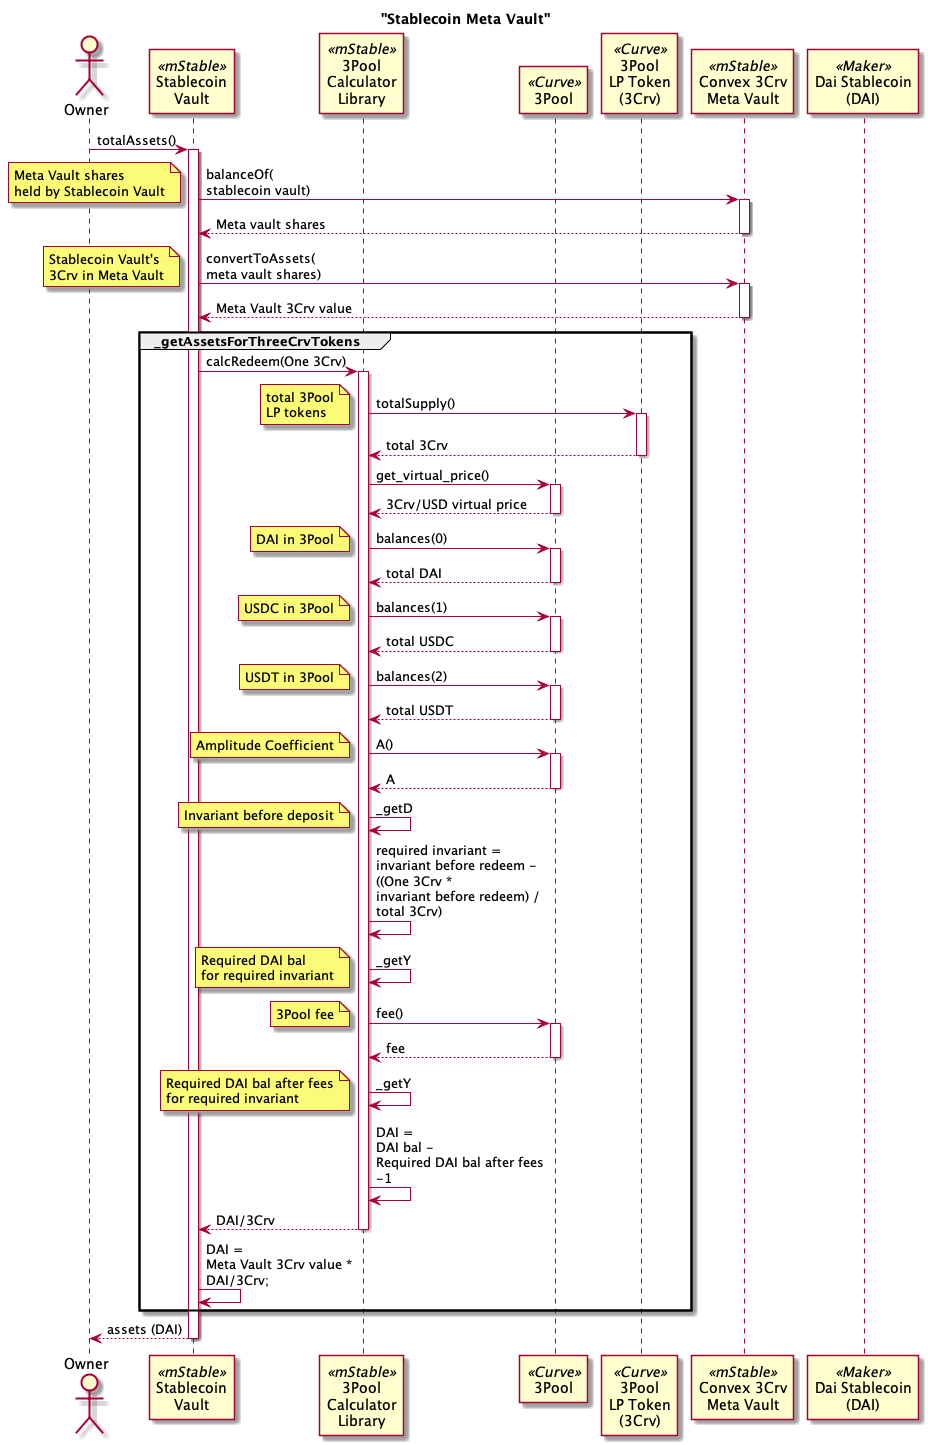 "Stablecoin Meta Vault"
Owner
«mStable»
Stablecoin
Vault
«mStable»
3Pool
Calculator
Library
«Curve»
3Pool
«Curve»
3Pool
LP Token
(3Crv)
«mStable»
Convex 3Crv
Meta Vault
«Maker»
Dai Stablecoin
(DAI)
totalAssets()
Meta Vault shares
held by Stablecoin Vault
balanceOf(
stablecoin vault)
Meta vault shares
Stablecoin Vault's
3Crv in Meta Vault
convertToAssets(
meta vault shares)
Meta Vault 3Crv value
_getAssetsForThreeCrvTokens
calcRedeem(One 3Crv)
total 3Pool
LP tokens
totalSupply()
total 3Crv
get_virtual_price()
3Crv/USD virtual price
DAI in 3Pool
balances(0)
total DAI
USDC in 3Pool
balances(1)
total USDC
USDT in 3Pool
balances(2)
total USDT
Amplitude Coefficient
A()
A
Invariant before deposit
_getD
required invariant =
invariant before redeem -
((One 3Crv *
invariant before redeem) /
total 3Crv)
Required DAI bal
for required invariant
_getY
3Pool fee
fee()
fee
Required DAI bal after fees
for required invariant
_getY
DAI =
DAI bal -
Required DAI bal after fees
-1
DAI/3Crv
DAI =
Meta Vault 3Crv value *
DAI/3Crv;
assets (DAI)
Owner
«mStable»
Stablecoin
Vault
«mStable»
3Pool
Calculator
Library
«Curve»
3Pool
«Curve»
3Pool
LP Token
(3Crv)
«mStable»
Convex 3Crv
Meta Vault
«Maker»
Dai Stablecoin
(DAI)